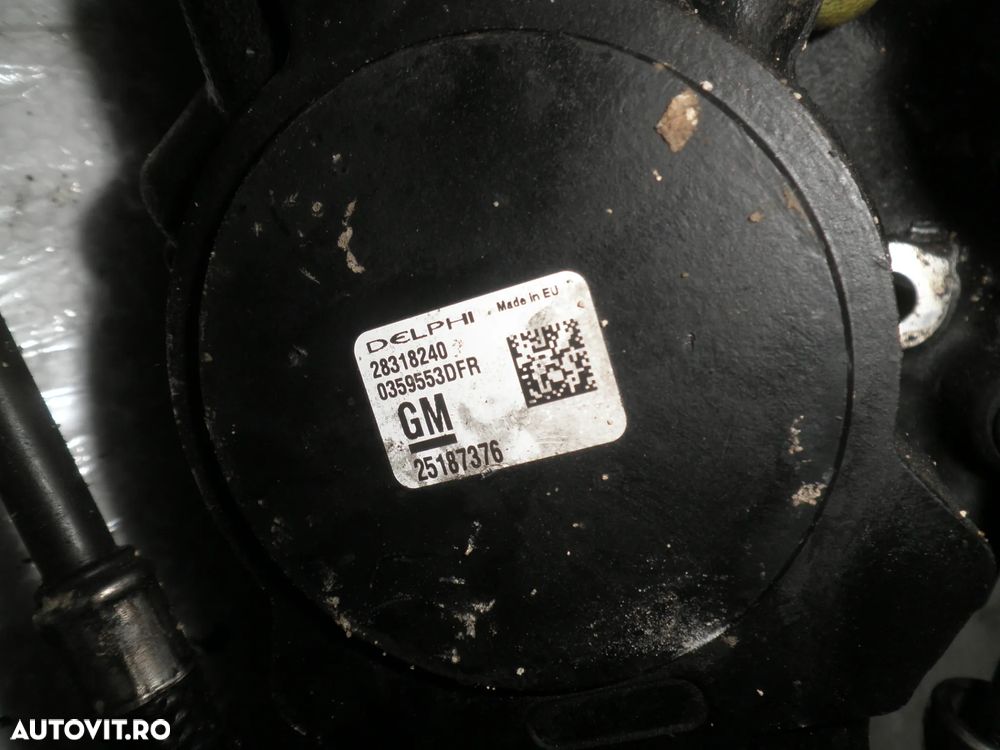 DELPHI Made in EU
28318240
0359553DFR
GM
25187376
AUTOVIT.RO